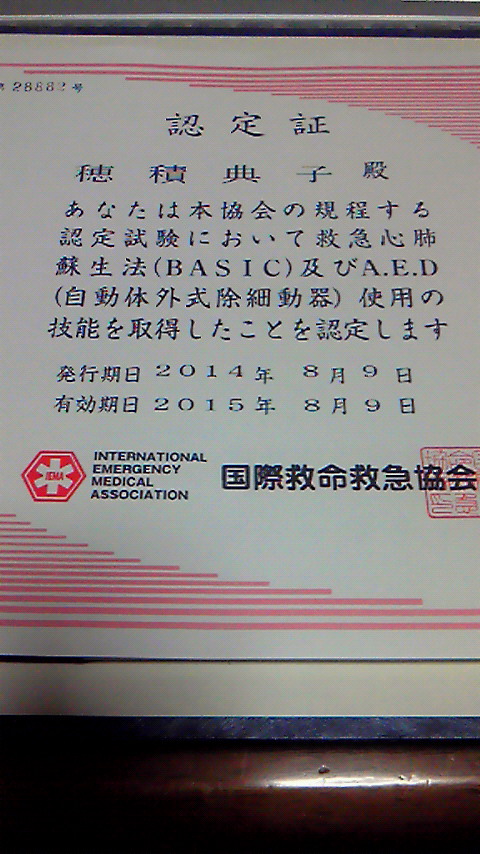 第 28882 号
認定証
穂積典子 殿
あなたは本協会の規程する
認定試験において救急心肺
蘇生法(BASIC)及びA.E.D
(自動体外式除細動器) 使用の
技能を取得したことを認定します
発行期日 2014年 8月 9日
有効期日 2015年 8月 9日
IEMA
INTERNATIONAL
EMERGENCY
MEDICAL
ASSOCIATION
国際救命救急協会